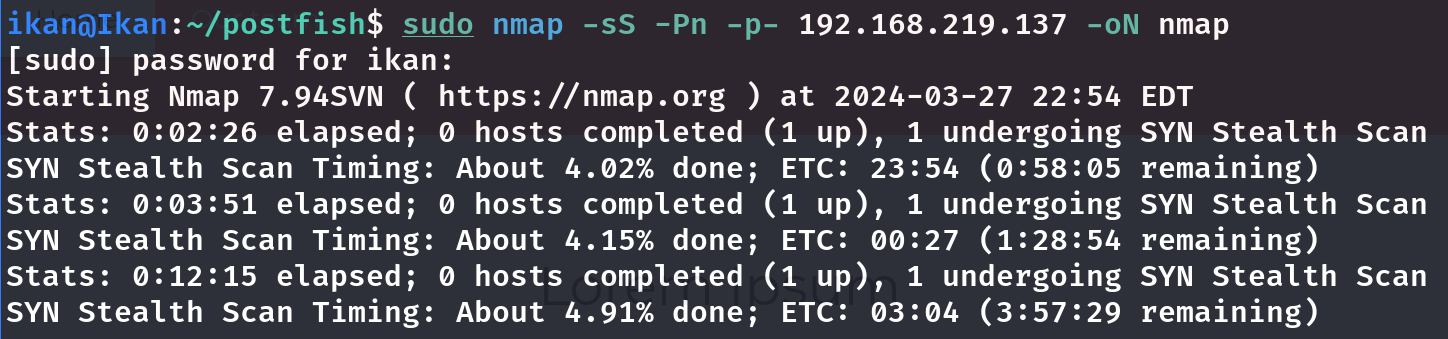 ikan@Ikan:~/postfish$ sudo nmap -sS -Pn -p- 192.168.219.137 -oN nmap
[sudo] password for ikan:
Starting Nmap 7.94SVN ( https://nmap.org ) at 2024-03-27 22:54 EDT
Stats: 0:02:26 elapsed; 0 hosts completed (1 up), 1 undergoing SYN Stealth Scan
SYN Stealth Scan Timing: About 4.02% done; ETC: 23:54 (0:58:05 remaining)
Stats: 0:03:51 elapsed; 0 hosts completed (1 up), 1 undergoing SYN Stealth Scan
SYN Stealth Scan Timing: About 4.15% done; ETC: 00:27 (1:28:54 remaining)
Stats: 0:12:15 elapsed; 0 hosts completed (1 up), 1 undergoing SYN Stealth Scan
Lorem Ipsum
SYN Stealth Scan Timing: About 4.91% done; ETC: 03:04 (3:57:29 remaining)